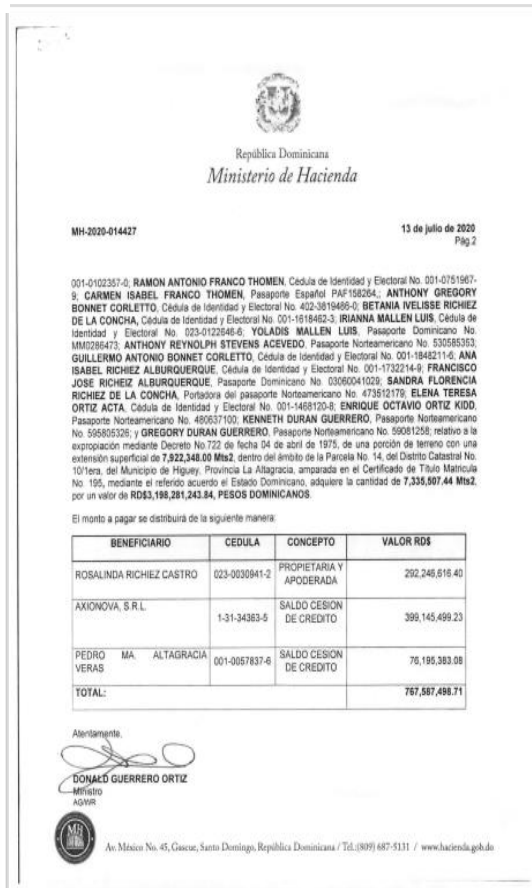 República Dominicana
Ministerio de Hacienda
MH-2020-014427
13 de julio de 2020
Pág.2
001-0102357-0; RAMON ANTONIO FRANCO THOMEN, Cédula de Identidad y Electoral No. 001-0751967-
9; CARMEN ISABEL FRANCO THOMEN, Pasaporte Español PAF158264,; ANTHONY GREGORY
BONNET CORLETTO, Cédula de Identidad y Electoral No. 402-3819486-0; BETANIA IVELISSE RICHIEZ
DE LA CONCHA, Cédula de Identidad y Electoral No. 001-1618462-3; IRIANNA MALLEN LUIS, Cédula de
Identidad y Electoral No. 023-0122646-6; YOLADIS MALLEN LUIS, Pasaporte Dominicano No.
MM0286473; ANTHONY REYNOLPH STEVENS ACEVEDO, Pasaporte Norteamericano No. 530585353;
GUILLERMO ANTONIO BONNET CORLETTO, Cédula de Identidad y Electoral No. 001-1848211-6; ANA
ISABEL RICHIEZ ALBURQUERQUE, Cédula de Identidad y Electoral No. 001-1732214-9; FRANCISCO
JOSE RICHEIZ ALBURQUERQUE, Pasaporte Dominicano No. 03060041029; SANDRA FLORENCIA
RICHIEZ DE LA CONCHA, Portadora del pasaporte Norteamericano No. 473512179; ELENA TERESA
ORTIZ ACTA, Cédula de Identidad y Electoral No. 001-1468120-8; ENRIQUE OCTAVIO ORTIZ KIDD,
Pasaporte Norteamericano No. 480637100; KENNETH DURAN GUERRERO, Pasaporte Norteamericano
No. 595805326; y GREGORY DURAN GUERRERO, Pasaporte Norteamericano No. 59081258; relativo a la
expropiación mediante Decreto No.722 de fecha 04 de abril de 1975, de una porción de terreno con una
extensión superficial de 7,922,348.00 Mts2, dentro del ámbito de la Parcela No. 14, del Distrito Catastral No.
10/1era, del Municipio de Higuey, Provincia La Altagracia, amparada en el Certificado de Título Matricula
No. 195, mediante el referido acuerdo el Estado Dominicano, adquiere la cantidad de 7,335,507.44 Mts2,
por un valor de RD$3,198,281,243.84, PESOS DOMINICANOS.
El monto a pagar se distribuirá de la siguiente manera:
BENEFICIARIO CEDULA CONCEPTO VALOR RD$
ROSALINDA RICHIEZ CASTRO 023-0030941-2 PROPIETARIA Y APODERADA 292,246,616.40
AXIONOVA, S.R.L. 1-31-34363-5 SALDO CESION DE CREDITO 399,145,499.23
PEDRO MA. ALTAGRACIA VERAS 001-0057837-6 SALDO CESION DE CREDITO 76,195,383.08
TOTAL: 767,587,498.71
Atentamente,
DONALD GUERRERO ORTIZ
Ministro
AG/WR
MH
Av. México No. 45, Gascue, Santo Domingo, República Dominicana / Tel.:(809) 687-5131 / www.hacienda.gob.do